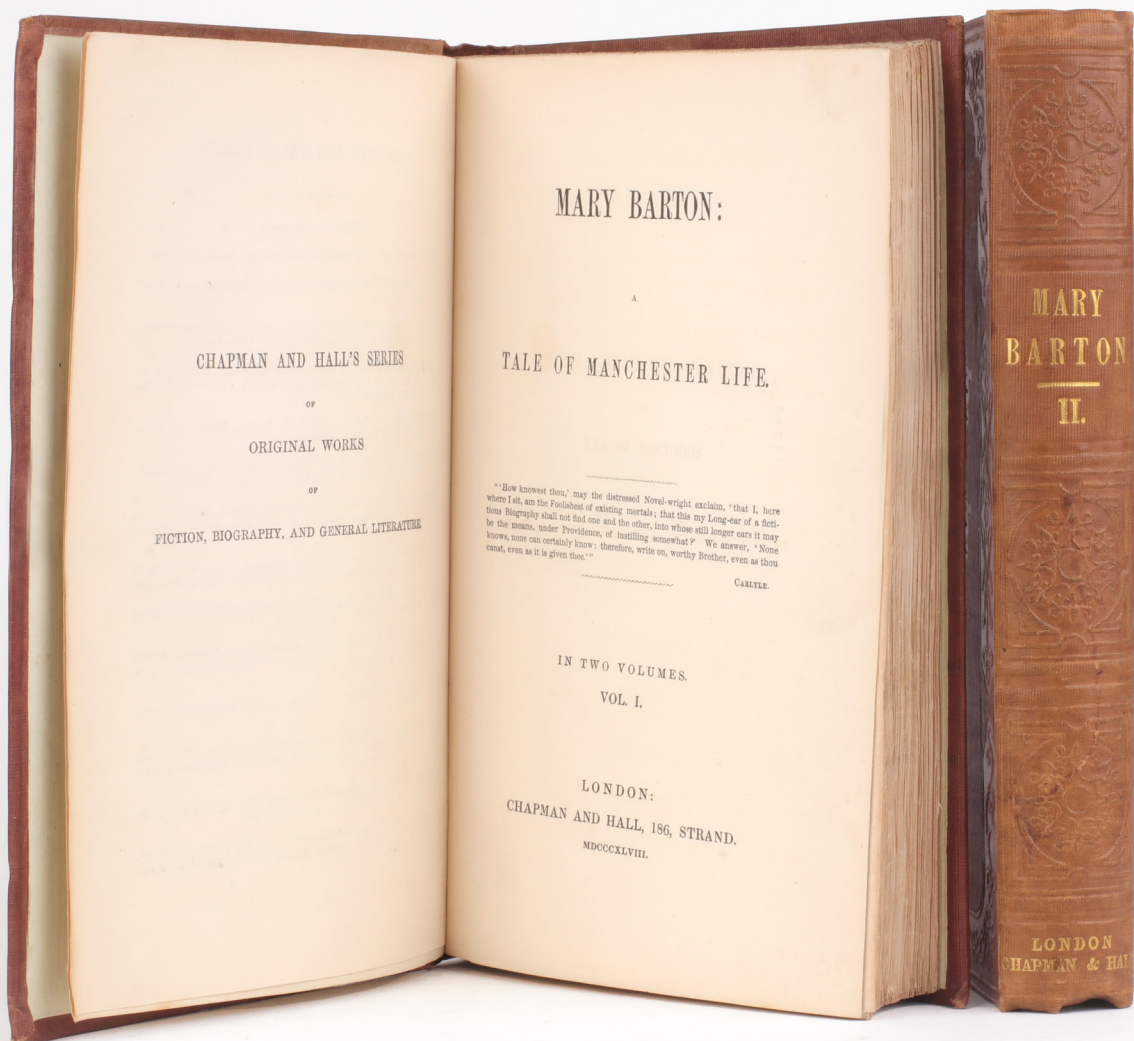 CHAPMAN AND HALL'S SERIES
OF
ORIGINAL WORKS
OF
FICTION, BIOGRAPHY, AND GENERAL LITERATURE
MARY BARTON:
A
TALE OF MANCHESTER LIFE.
"'How knowest thou,' may the distressed Novel-wright exclaim, 'that I, here
where I sit, am the Foolishest of existing mortals; that this my Long-ear of a ficti-
tious Biography shall not find one and the other, into whose still longer ears it may
be the means, under Providence, of instilling somewhat?' We answer, 'None
knows, none can certainly know: therefore, write on, worthy Brother, even as thou
canst, even as it is given thee.'"
CARLYLE.
IN TWO VOLUMES.
VOL. I.
LONDON:
CHAPMAN AND HALL, 186, STRAND.
MDCCCXLVIII.
MARY
BARTON
II.
LONDON
CHAPMAN & HAL